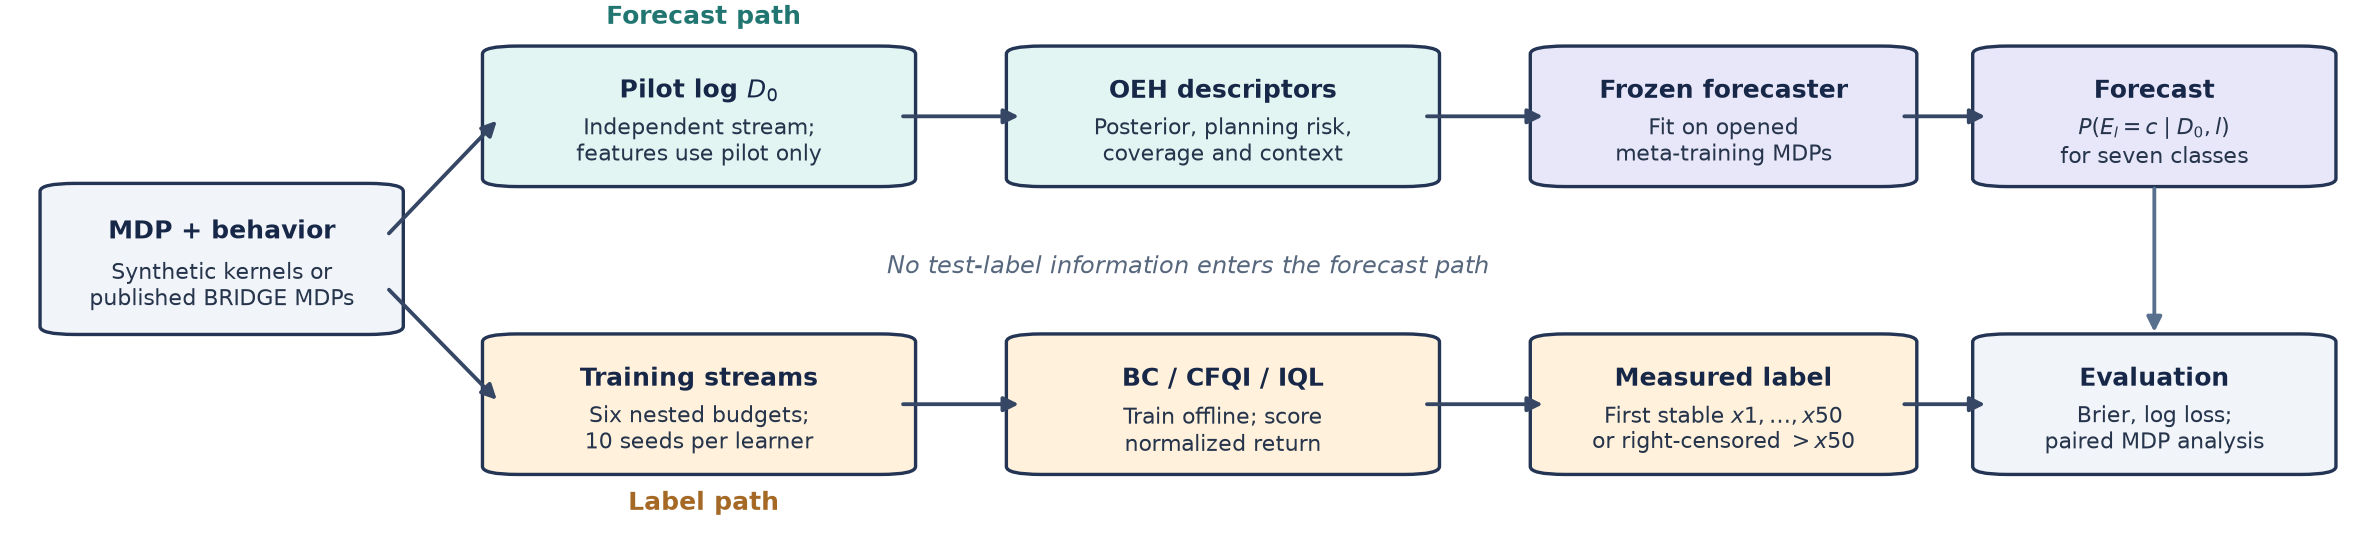 Forecast path
Pilot log D₀
Independent stream;
features use pilot only
OEH descriptors
Posterior, planning risk,
coverage and context
Frozen forecaster
Fit on opened
meta-training MDPs
Forecast
P(Eₗ = c | D₀, l)
for seven classes
MDP + behavior
Synthetic kernels or
published BRIDGE MDPs
No test-label information enters the forecast path
Training streams
Six nested budgets;
10 seeds per learner
BC / CFQI / IQL
Train offline; score
normalized return
Measured label
First stable x1, ..., x50
or right-censored > x50
Evaluation
Brier, log loss;
paired MDP analysis
Label path